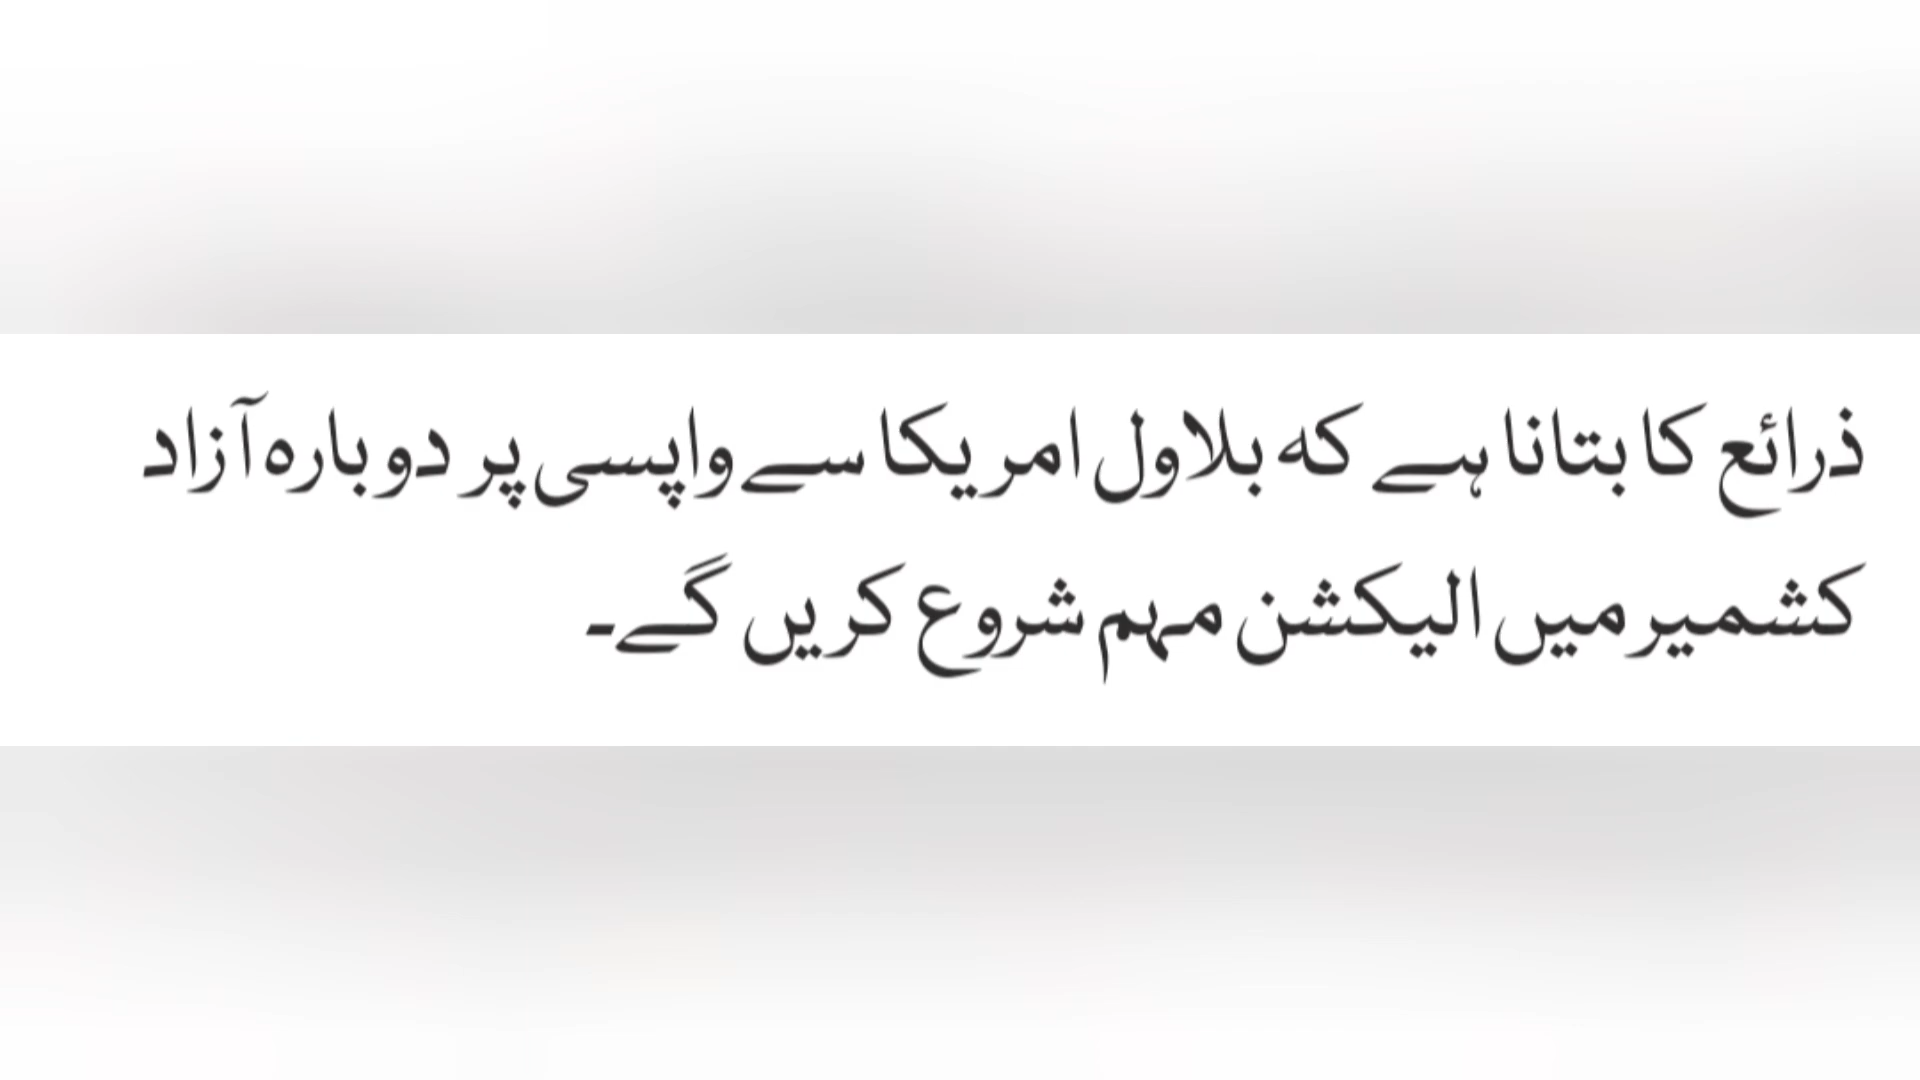 ذرائع کا بتانا ہے کہ بلاول امریکا سے واپسی پر دوبارہ آزاد
کشمیر میں الیکشن مہم شروع کریں گے۔